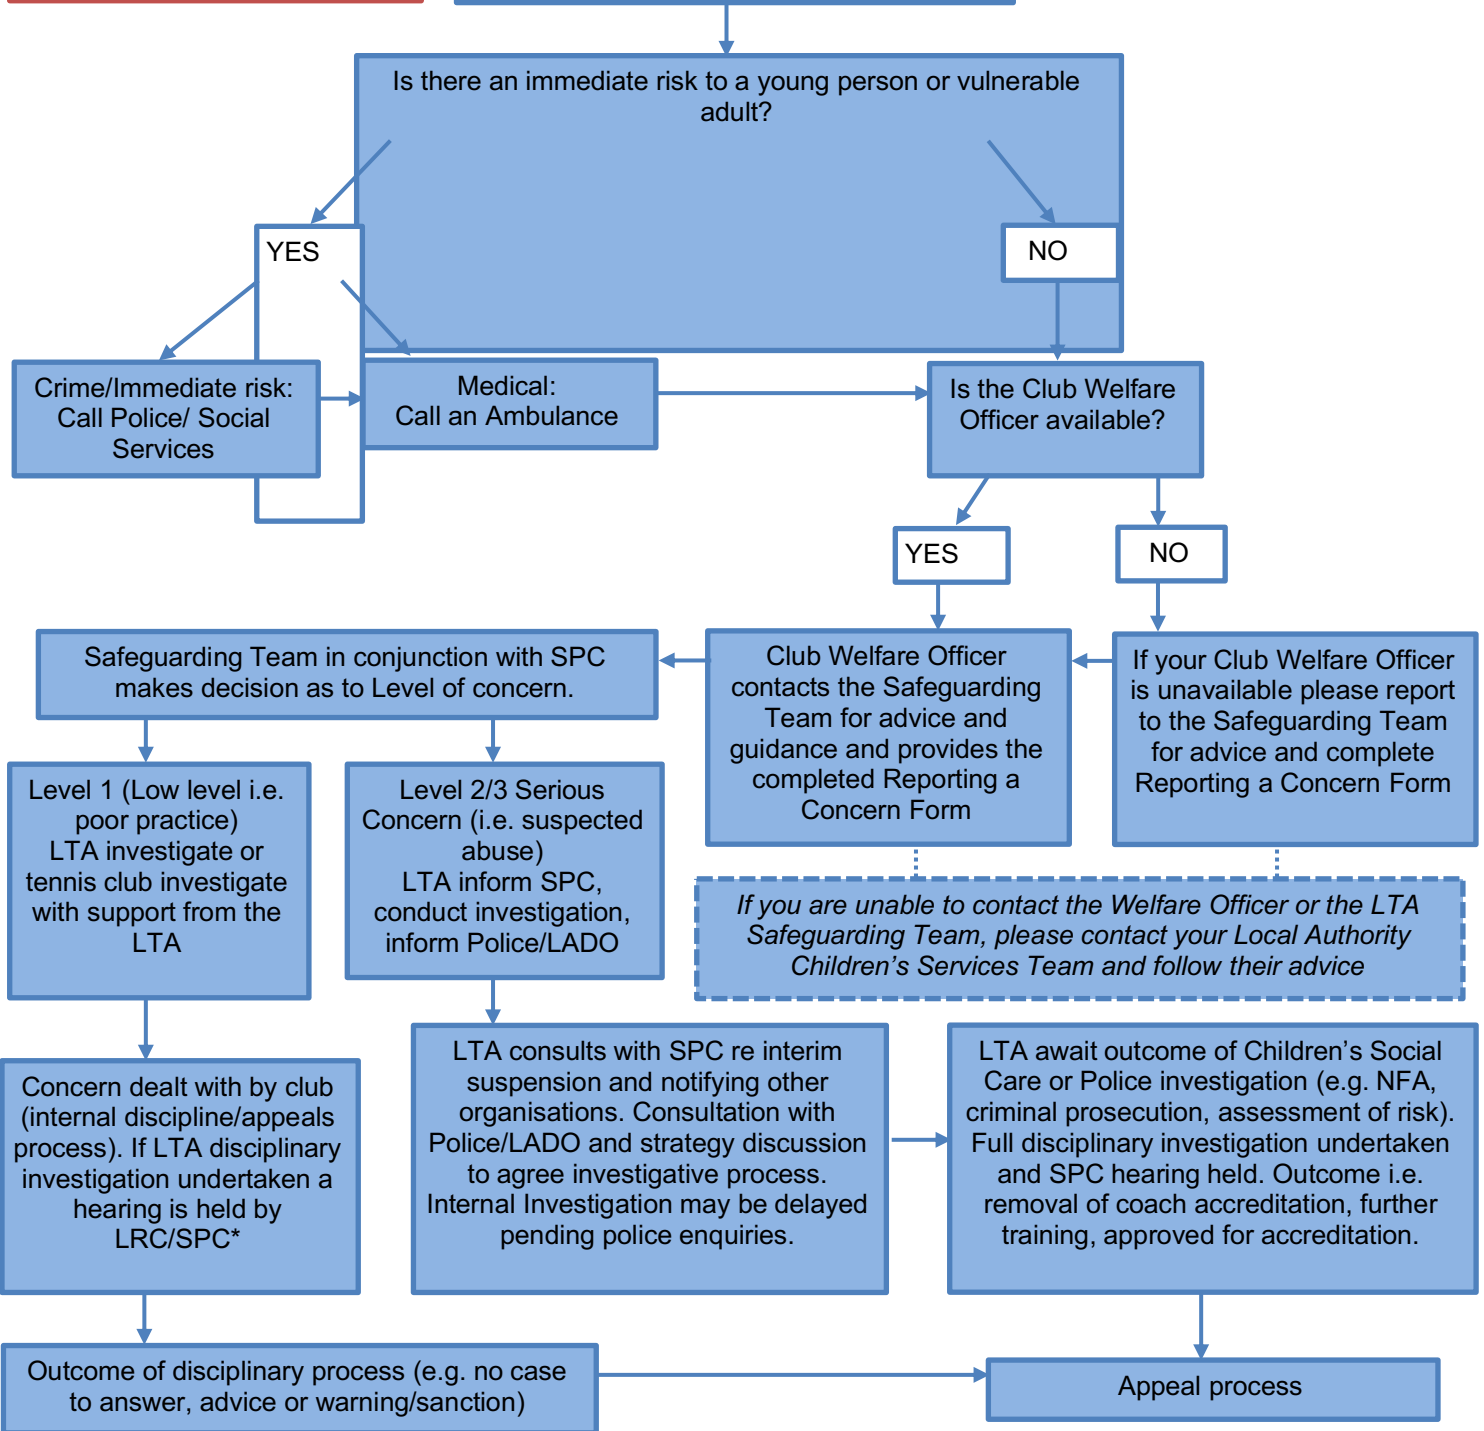 Is there an immediate risk to a young person or vulnerable
adult?
YES
NO
Crime/Immediate risk:
Call Police/ Social
Services
Medical:
Call an Ambulance
Is the Club Welfare
Officer available?
YES
NO
Safeguarding Team in conjunction with SPC
makes decision as to Level of concern.
Club Welfare Officer
contacts the Safeguarding
Team for advice and
guidance and provides the
completed Reporting a
Concern Form
If your Club Welfare Officer
is unavailable please report
to the Safeguarding Team
for advice and complete
Reporting a Concern Form
Level 1 (Low level i.e.
poor practice)
LTA investigate or
tennis club investigate
with support from the
LTA
Level 2/3 Serious
Concern (i.e. suspected
abuse)
LTA inform SPC,
conduct investigation,
inform Police/LADO
If you are unable to contact the Welfare Officer or the LTA
Safeguarding Team, please contact your Local Authority
Children’s Services Team and follow their advice
Concern dealt with by club
(internal discipline/appeals
process). If LTA disciplinary
investigation undertaken a
hearing is held by
LRC/SPC*
LTA consults with SPC re interim
suspension and notifying other
organisations. Consultation with
Police/LADO and strategy discussion
to agree investigative process.
Internal Investigation may be delayed
pending police enquiries.
LTA await outcome of Children’s Social
Care or Police investigation (e.g. NFA,
criminal prosecution, assessment of risk).
Full disciplinary investigation undertaken
and SPC hearing held. Outcome i.e.
removal of coach accreditation, further
training, approved for accreditation.
Outcome of disciplinary process (e.g. no case
to answer, advice or warning/sanction)
Appeal process